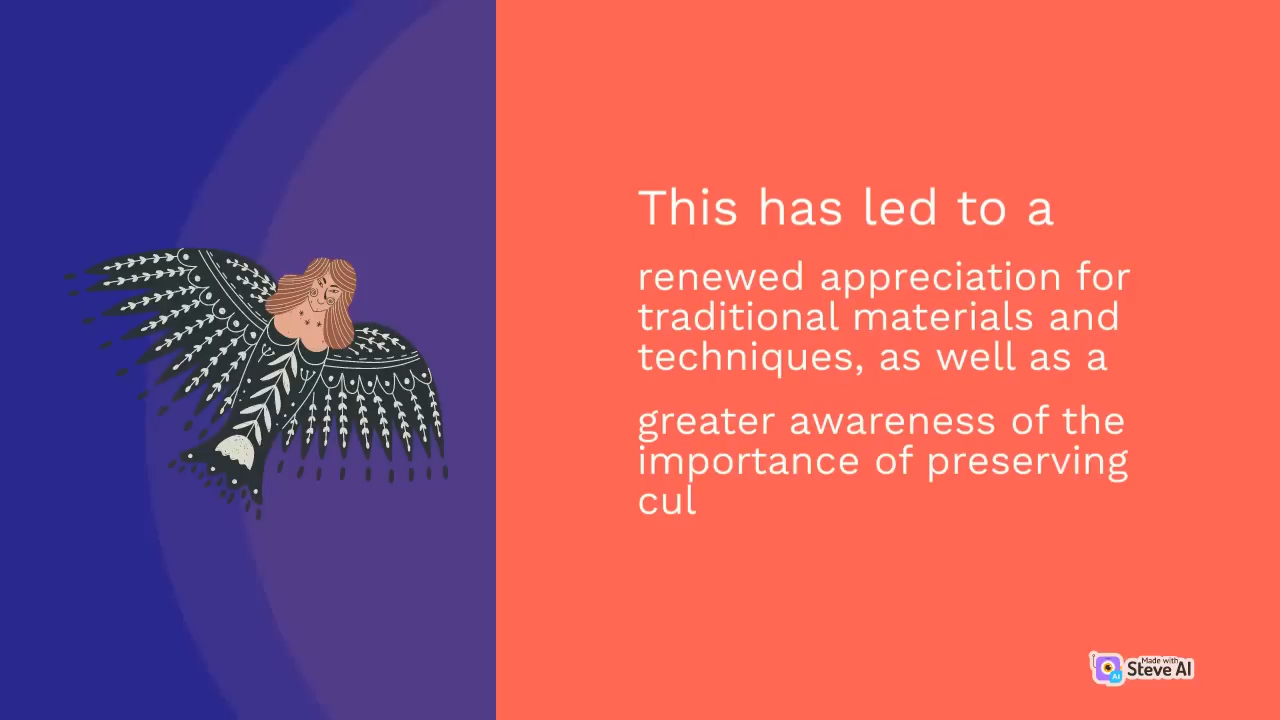 This has led to a
renewed appreciation for
traditional materials and
techniques, as well as a
greater awareness of the
importance of preserving
cul
Made with
Steve AI
AI